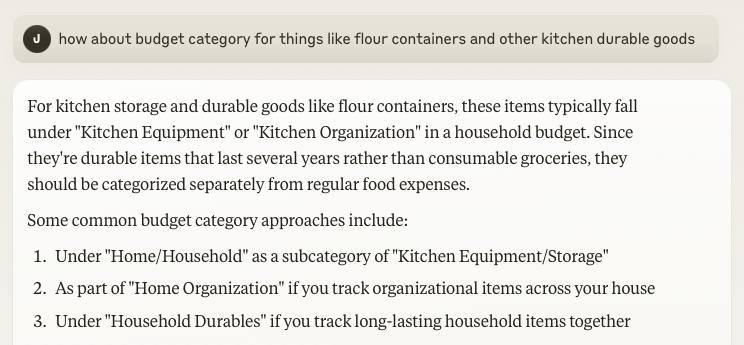 J how about budget category for things like flour containers and other kitchen durable goods
For kitchen storage and durable goods like flour containers, these items typically fall
under "Kitchen Equipment" or "Kitchen Organization" in a household budget. Since
they're durable items that last several years rather than consumable groceries, they
should be categorized separately from regular food expenses.
Some common budget category approaches include:
1. Under "Home/Household" as a subcategory of "Kitchen Equipment/Storage"
2. As part of "Home Organization" if you track organizational items across your house
3. Under "Household Durables" if you track long-lasting household items together